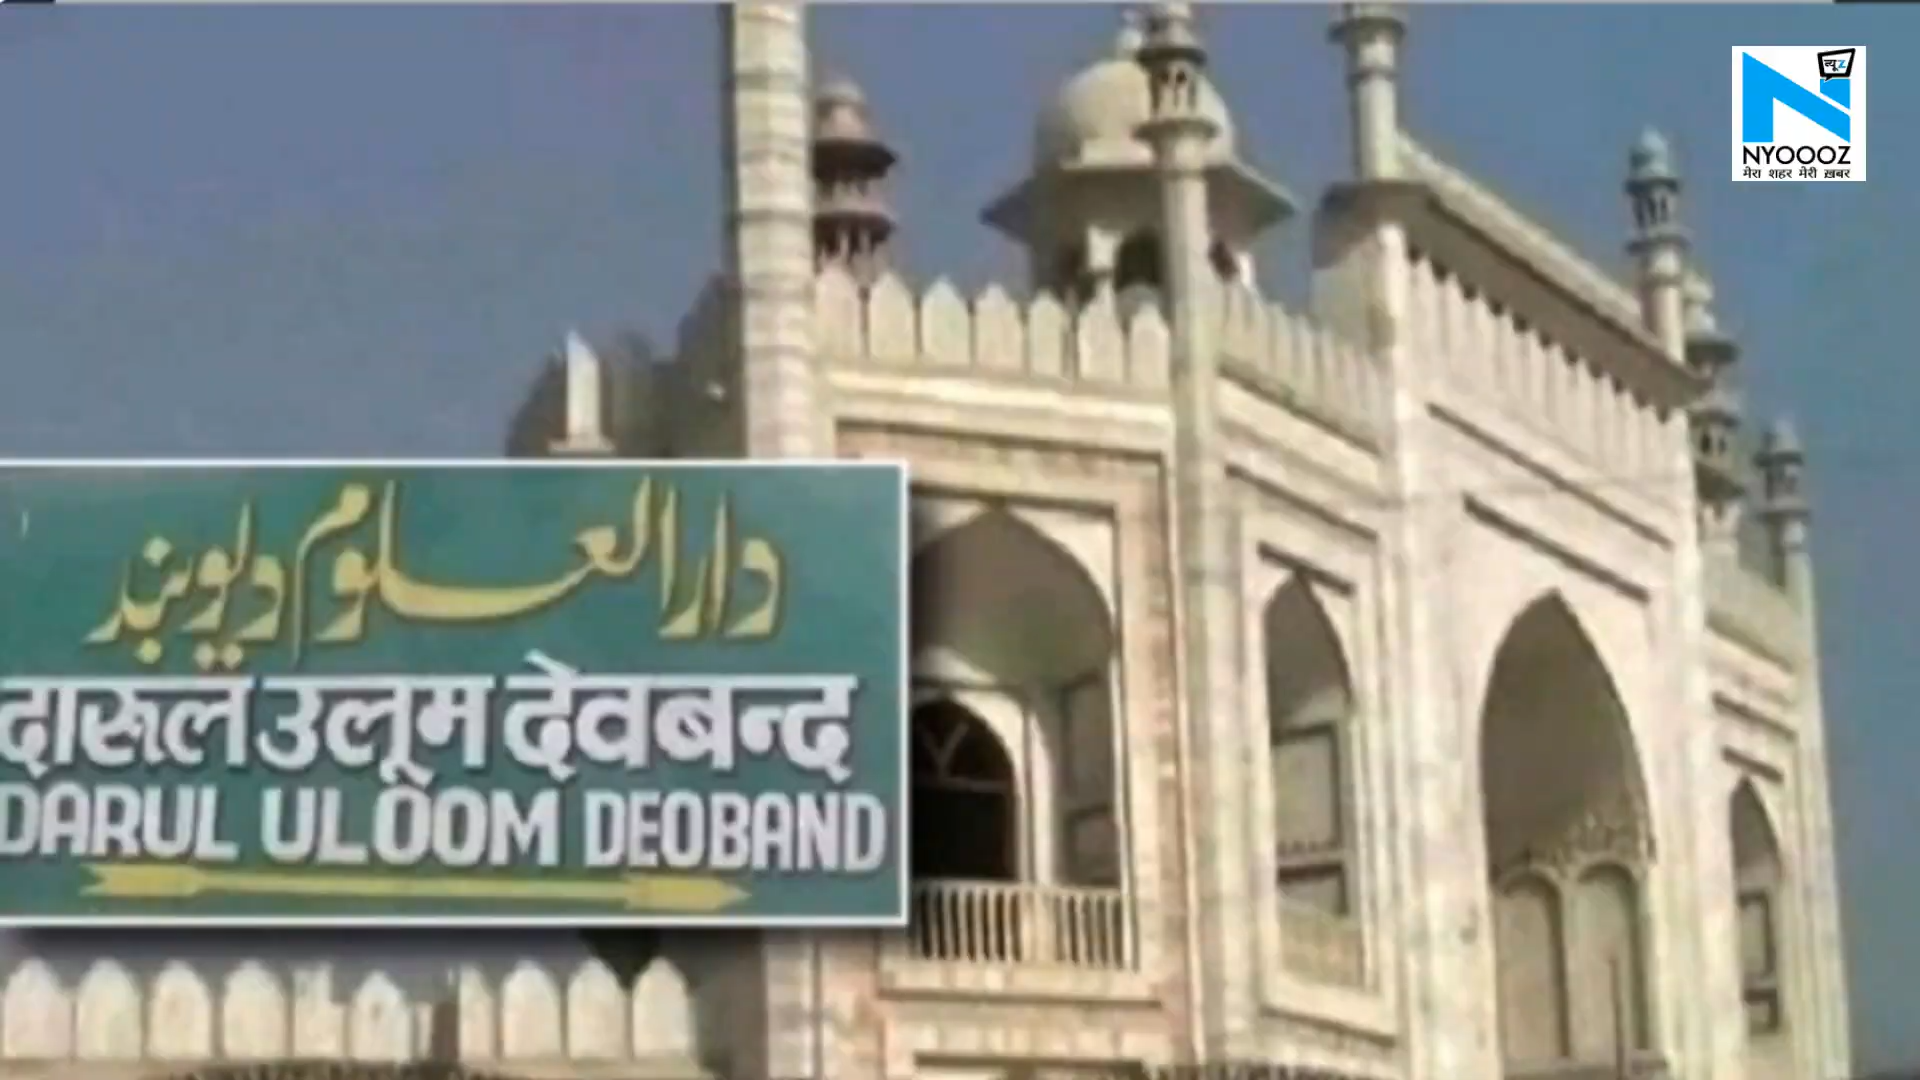 न्यूz
NYOOOZ
मेरा शहर मेरी ख़बर
دارالعلوم دیوبند
दारूल उलूम देवबन्द
DARUL ULOOM DEOBAND